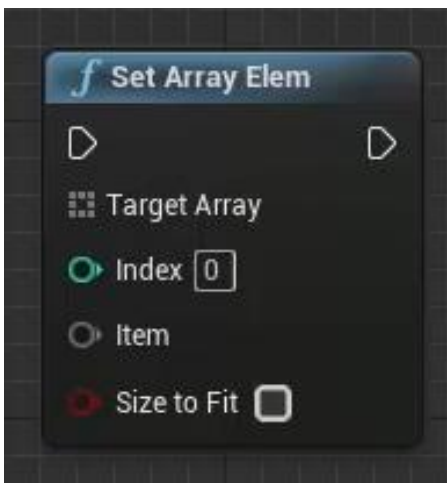 f Set Array Elem
Target Array
Index 0
Item
Size to Fit